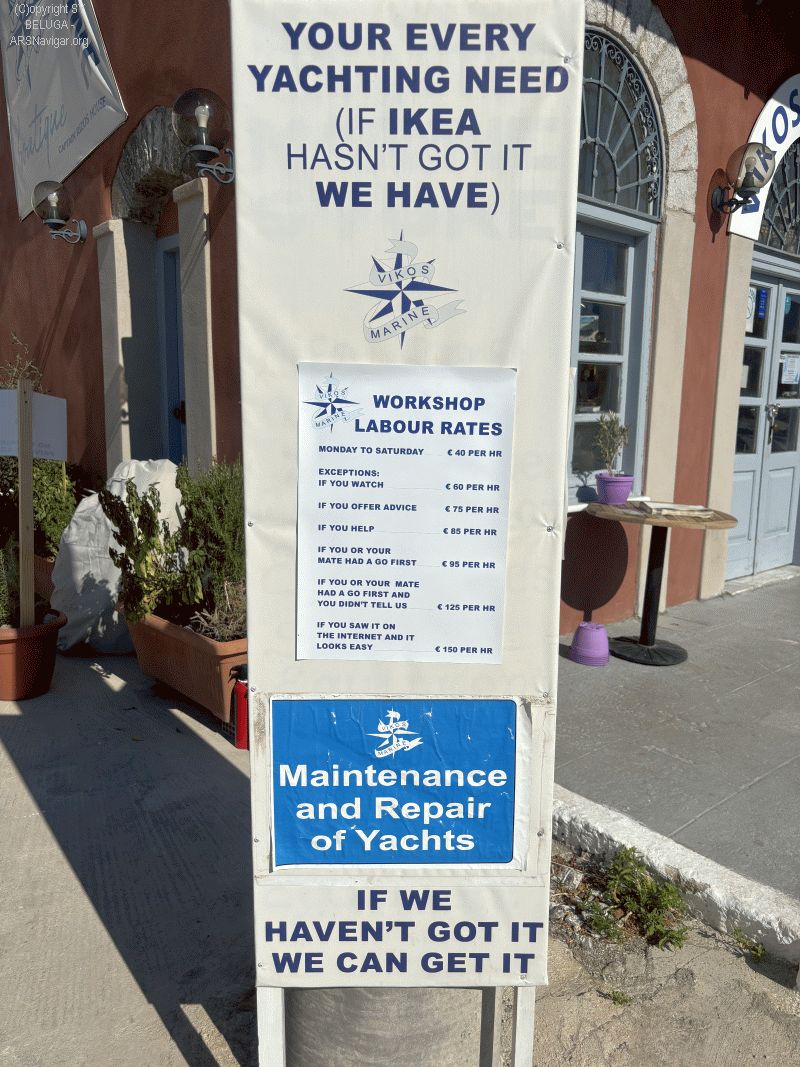 (C)opyright S
BELUGA -
ARSNavigar.org
boutique
YOUR EVERY
YACHTING NEED
(IF IKEA
HASN'T GOT IT
WE HAVE)
VIKOS
MARINE
VIKOS
MARINE
WORKSHOP
LABOUR RATES
MONDAY TO SATURDAY € 40 PER HR
EXCEPTIONS:
IF YOU WATCH € 60 PER HR
IF YOU OFFER ADVICE € 75 PER HR
IF YOU HELP € 85 PER HR
IF YOU OR YOUR
MATE HAD A GO FIRST € 95 PER HR
IF YOU OR YOUR MATE
HAD A GO FIRST AND
YOU DIDN'T TELL US € 125 PER HR
IF YOU SAW IT ON
THE INTERNET AND IT
LOOKS EASY € 150 PER HR
VIKOS
MARINE
Maintenance
and Repair
of Yachts
IF WE
HAVEN'T GOT IT
WE CAN GET IT
VIKOS